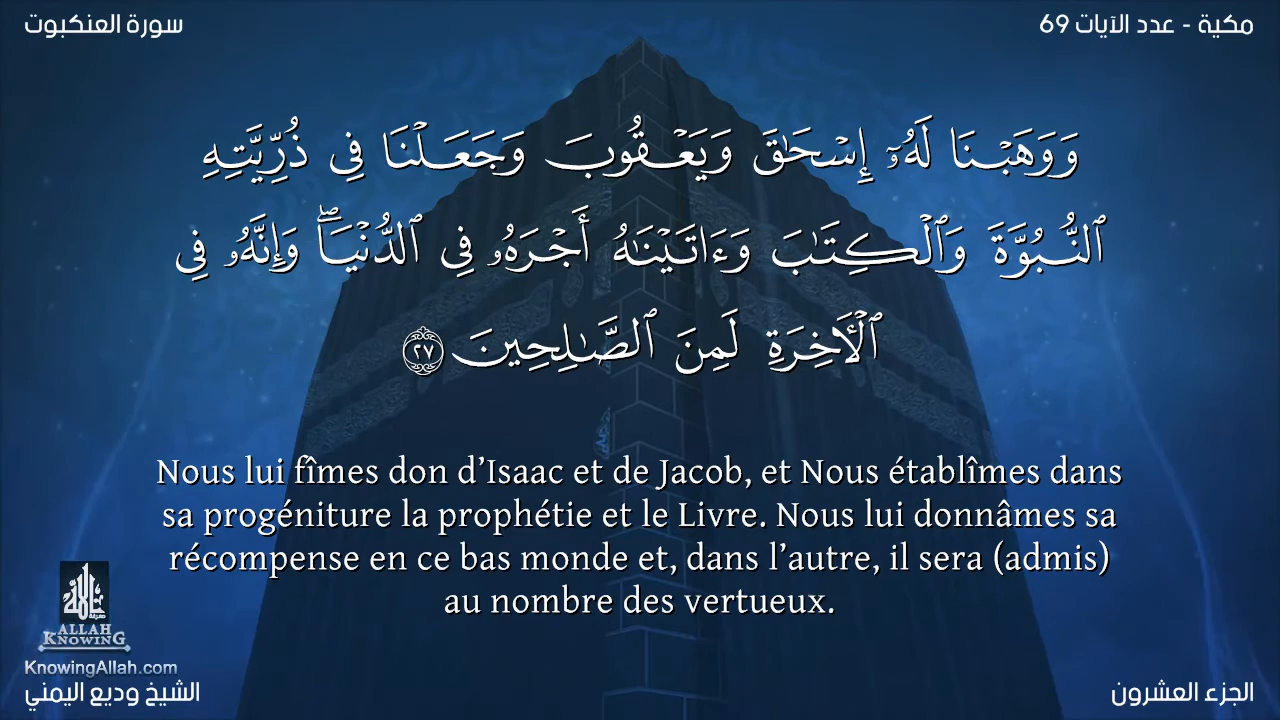 مكية - عدد الآيات 69
سورة العنكبوت
وَوَهَبْنَا لَهُۥٓ إِسْحَٰقَ وَيَعْقُوبَ وَجَعَلْنَا فِى ذُرِّيَّتِهِ
ٱلنُّبُوَّةَ وَٱلْكِتَٰبَ وَءَاتَيْنَٰهُ أَجْرَهُۥ فِى ٱلدُّنْيَا ۖ وَإِنَّهُۥ فِى
ٱلْءَاخِرَةِ لَمِنَ ٱلصَّٰلِحِينَ ٢٧
Nous lui fîmes don d’Isaac et de Jacob, et Nous établîmes dans
sa progéniture la prophétie et le Livre. Nous lui donnâmes sa
récompense en ce bas monde et, dans l’autre, il sera (admis)
au nombre des vertueux.
ALLAH
KNOWING
KnowingAllah.com
الجزء العشرون
الشيخ وديع اليمني